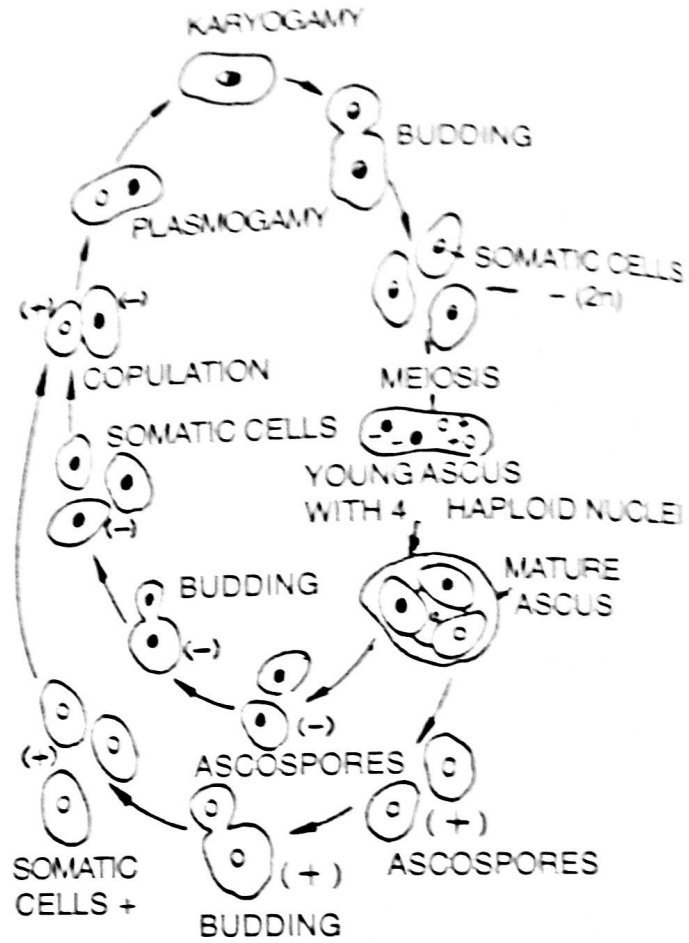 KARYOGAMY
BUDDING
PLASMOGAMY
SOMATIC CELLS
- (2n)
(+)
(-)
COPULATION
MEIOSIS
SOMATIC CELLS
(-)
YOUNG ASCUS
WITH 4 HAPLOID NUCLEI
BUDDING
(-)
MATURE
ASCUS
(-)
ASCOSPORES
(+)
(+)
ASCOSPORES
SOMATIC
CELLS +
(+)
BUDDING